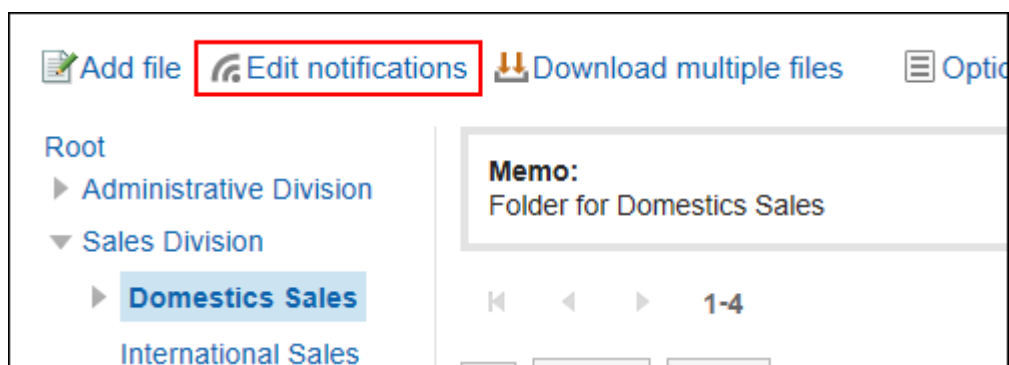 Add file Edit notifications Download multiple files Optio
Root
Administrative Division
Sales Division
Domestics Sales
International Sales
Memo:
Folder for Domestics Sales
1-4